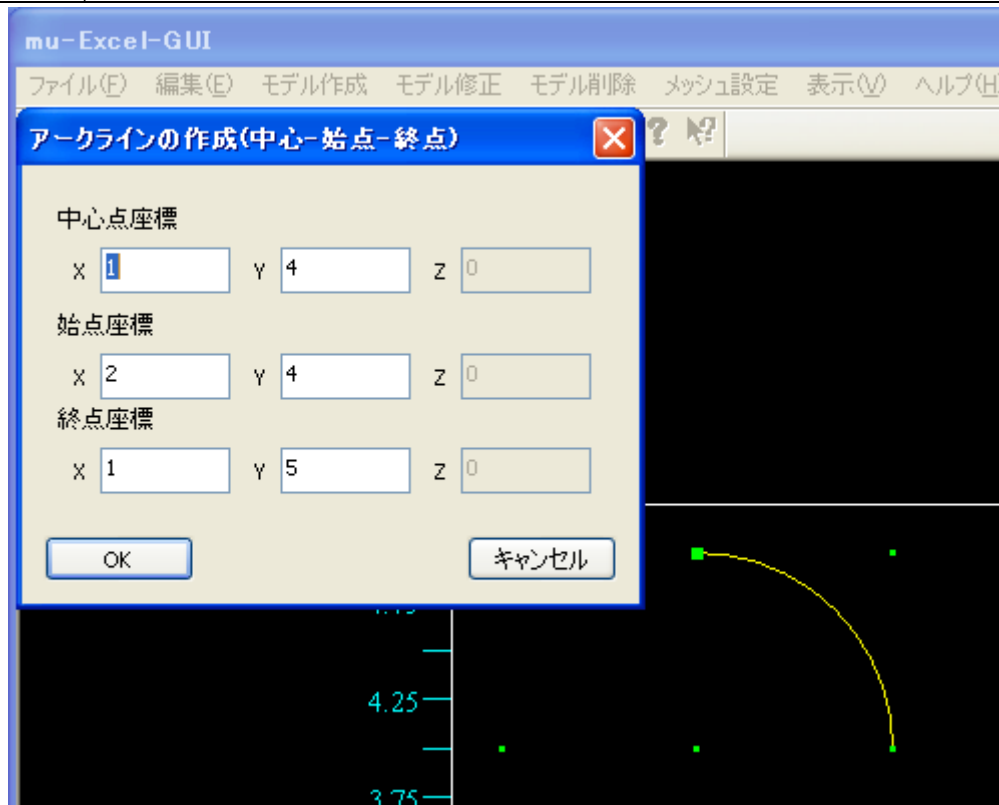 mu-Excel-GUI
ファイル(F) 編集(E) モデル作成 モデル修正 モデル削除 メッシュ設定 表示(V) ヘルプ(H
アークラインの作成(中心-始点-終点)
中心点座標
X 1 Y 4 Z 0
始点座標
X 2 Y 4 Z 0
終点座標
X 1 Y 5 Z 0
OK キャンセル
4.25
3.75